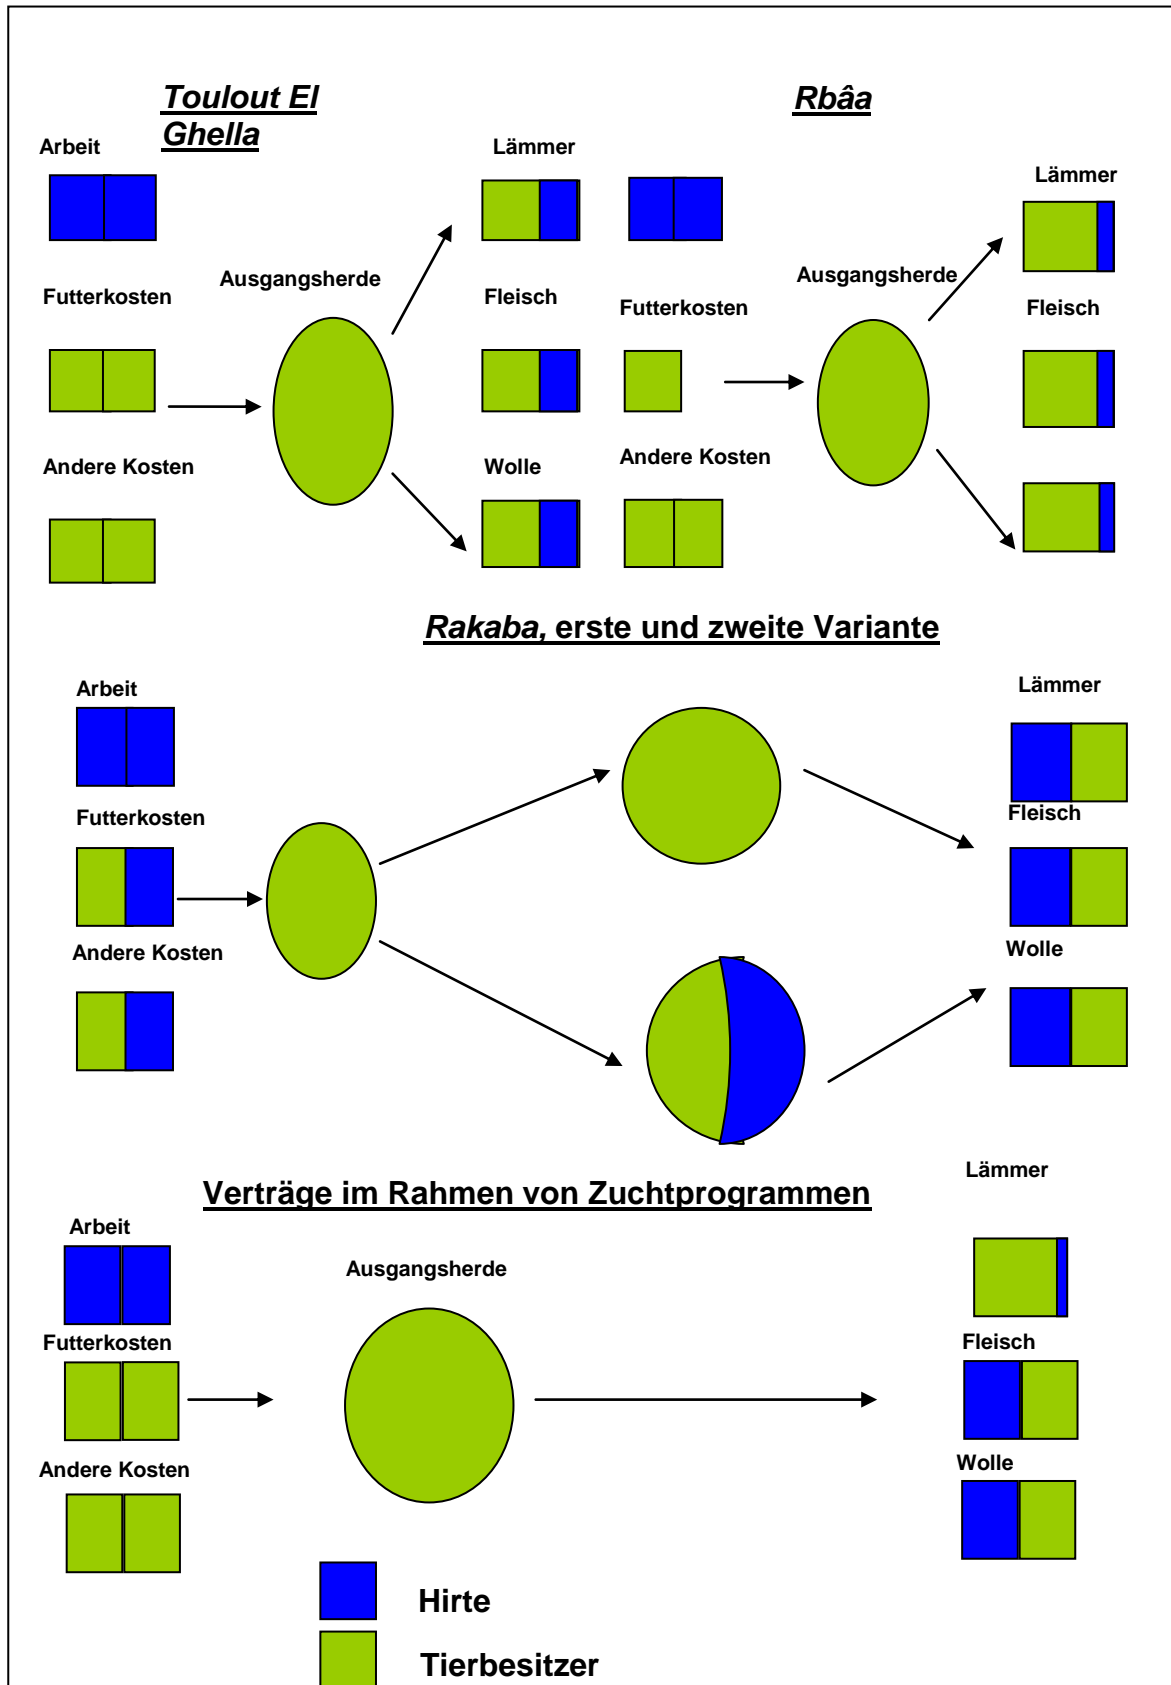 Toulout El
Ghella
Rbâa
Arbeit
Lämmer
Lämmer
Ausgangsherde
Ausgangsherde
Futterkosten
Fleisch
Futterkosten
Fleisch
Andere Kosten
Wolle
Andere Kosten
Rakaba, erste und zweite Variante
Arbeit
Lämmer
Futterkosten
Fleisch
Andere Kosten
Wolle
Lämmer
Verträge im Rahmen von Zuchtprogrammen
Arbeit
Ausgangsherde
Futterkosten
Fleisch
Andere Kosten
Wolle
Hirte
Tierbesitzer